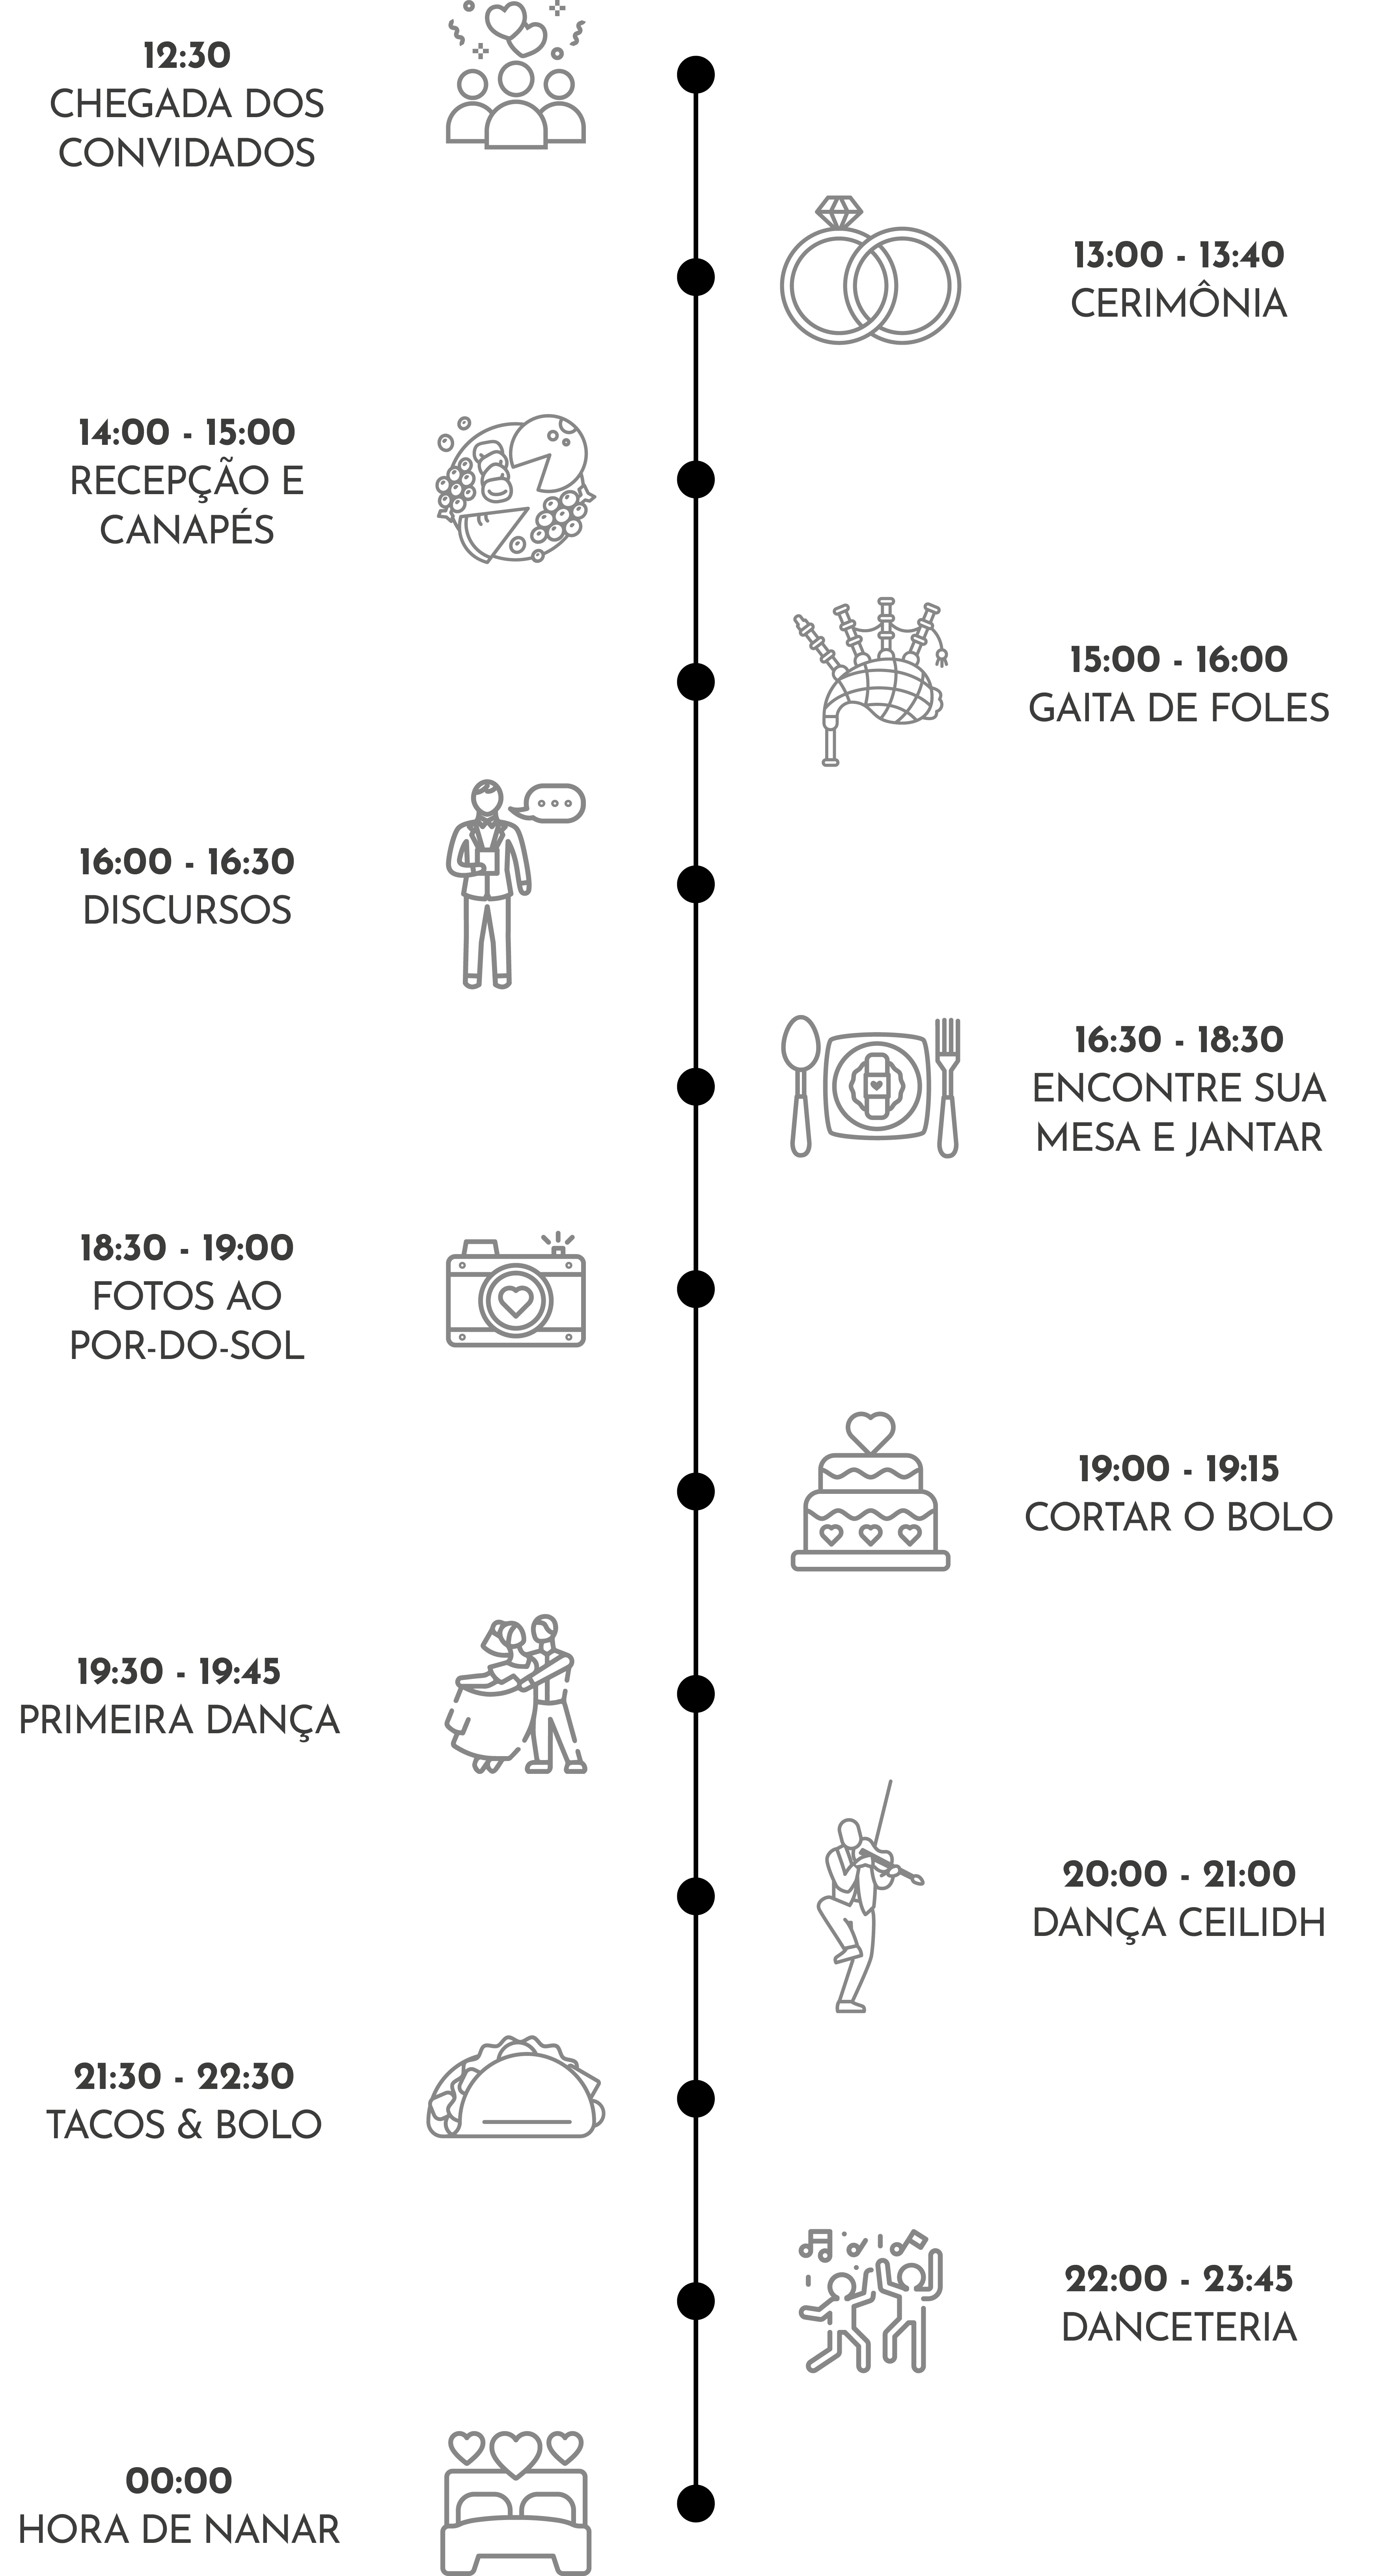 12:30
CHEGADA DOS
CONVIDADOS
13:00 - 13:40
CERIMÔNIA
14:00 - 15:00
RECEPÇÃO E
CANAPÉS
15:00 - 16:00
GAITA DE FOLES
16:00 - 16:30
DISCURSOS
16:30 - 18:30
ENCONTRE SUA
MESA E JANTAR
18:30 - 19:00
FOTOS AO
POR-DO-SOL
19:00 - 19:15
CORTAR O BOLO
19:30 - 19:45
PRIMEIRA DANÇA
20:00 - 21:00
DANÇA CEILIDH
21:30 - 22:30
TACOS & BOLO
22:00 - 23:45
DANCETERIA
00:00
HORA DE NANAR